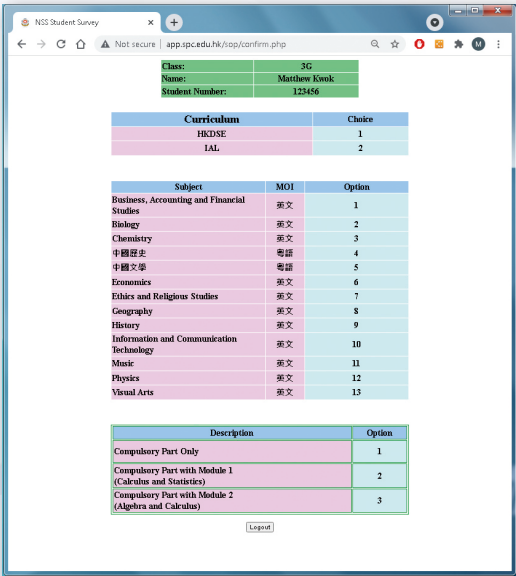 NSS Student Survey
Not secure | app.spc.edu.hk/sop/confirm.php
M
Class: 3G
Name: Matthew Kwok
Student Number: 123456
Curriculum Choice
HKDSE 1
IAL 2
Subject MOI Option
Business, Accounting and Financial
Studies 英文 1
Biology 英文 2
Chemistry 英文 3
中國歷史 粵語 4
中國文學 粵語 5
Economics 英文 6
Ethics and Religious Studies 英文 7
Geography 英文 8
History 英文 9
Information and Communication
Technology 英文 10
Music 英文 11
Physics 英文 12
Visual Arts 英文 13
Description Option
Compulsory Part Only 1
Compulsory Part with Module 1
(Calculus and Statistics) 2
Compulsory Part with Module 2
(Algebra and Calculus) 3
Logout